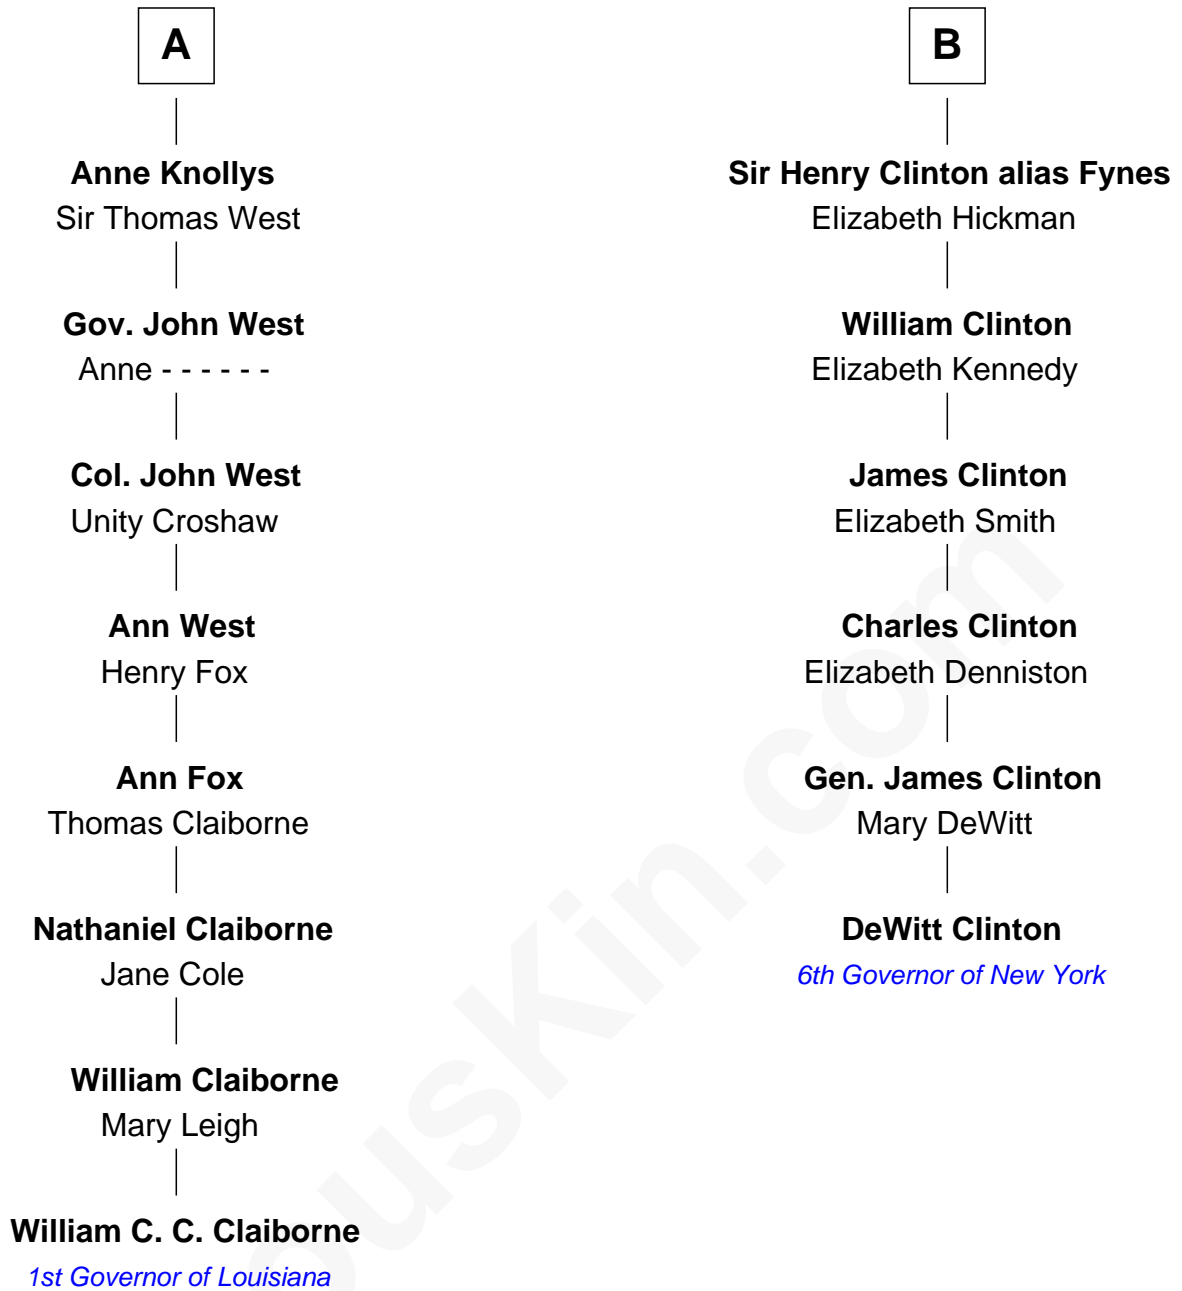 A
Anne Knollys
Sir Thomas West
Gov. John West
Anne - - - - - -
Col. John West
Unity Croshaw
Ann West
Henry Fox
Ann Fox
Thomas Claiborne
Nathaniel Claiborne
Jane Cole
William Claiborne
Mary Leigh
William C. C. Claiborne
1st Governor of Louisiana
B
Sir Henry Clinton alias Fynes
Elizabeth Hickman
William Clinton
Elizabeth Kennedy
James Clinton
Elizabeth Smith
Charles Clinton
Elizabeth Denniston
Gen. James Clinton
Mary DeWitt
DeWitt Clinton
6th Governor of New York
ouskin.com